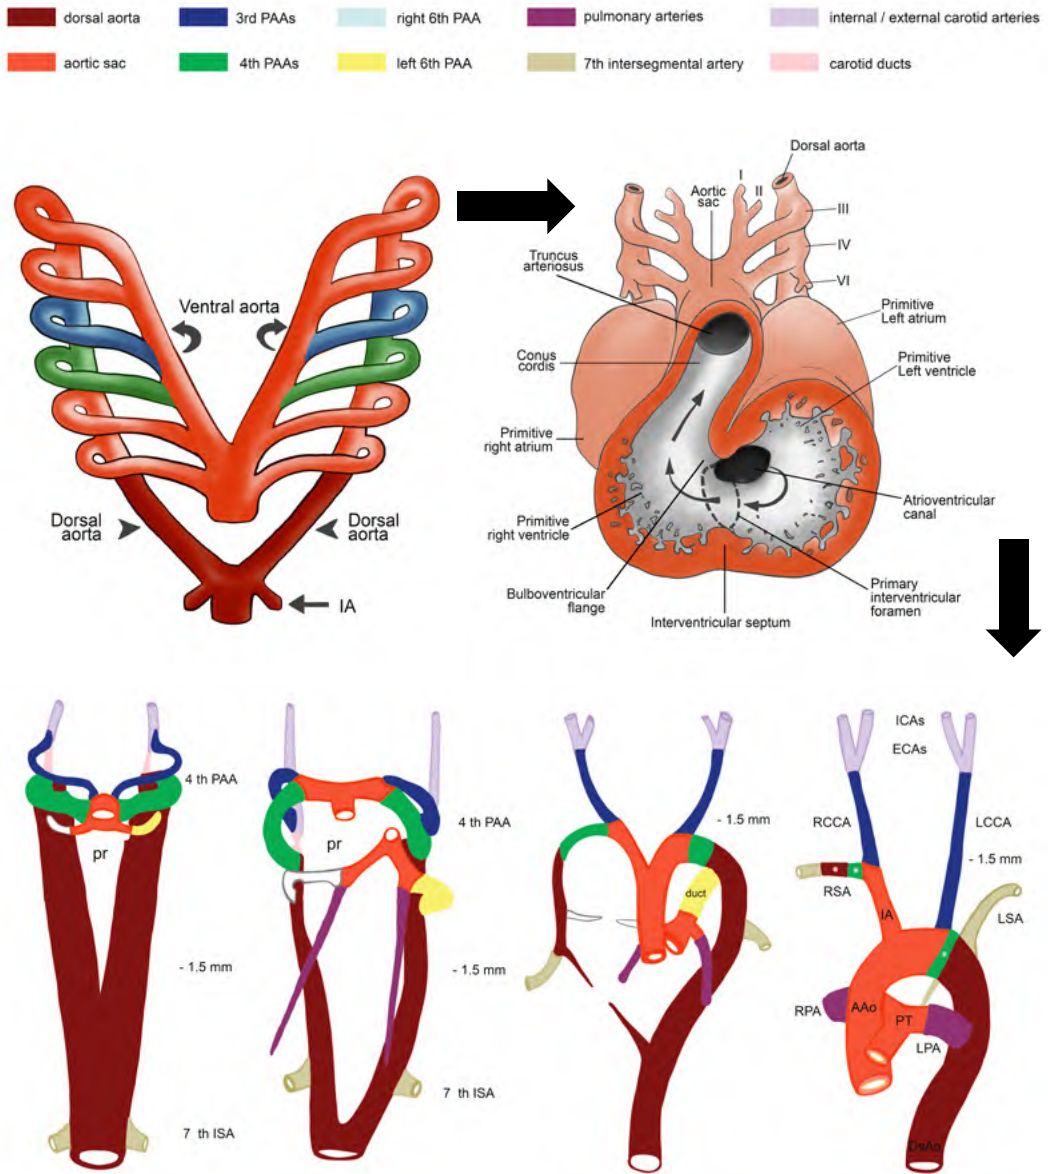 dorsal aorta
3rd PAAs
right 6th PAA
pulmonary arteries
internal / external carotid arteries
aortic sac
4th PAAs
left 6th PAA
7th intersegmental artery
carotid ducts
Ventral aorta
Dorsal
aorta
Dorsal
aorta
IA
Dorsal aorta
I
II
Aortic
sac
III
IV
VI
Truncus
arteriosus
Primitive
Left atrium
Conus
cordis
Primitive
Left ventricle
Primitive
right atrium
Atrioventricular
canal
Primitive
right ventricle
Bulboventricular
flange
Primary
interventricular
foramen
Interventricular septum
4 th PAA
pr
- 1.5 mm
7 th ISA
4 th PAA
pr
- 1.5 mm
7 th ISA
- 1.5 mm
duct
ICAs
ECAs
RCCA
LCCA
- 1.5 mm
RSA
IA
LSA
RPA
AAo
PT
LPA
DsAo